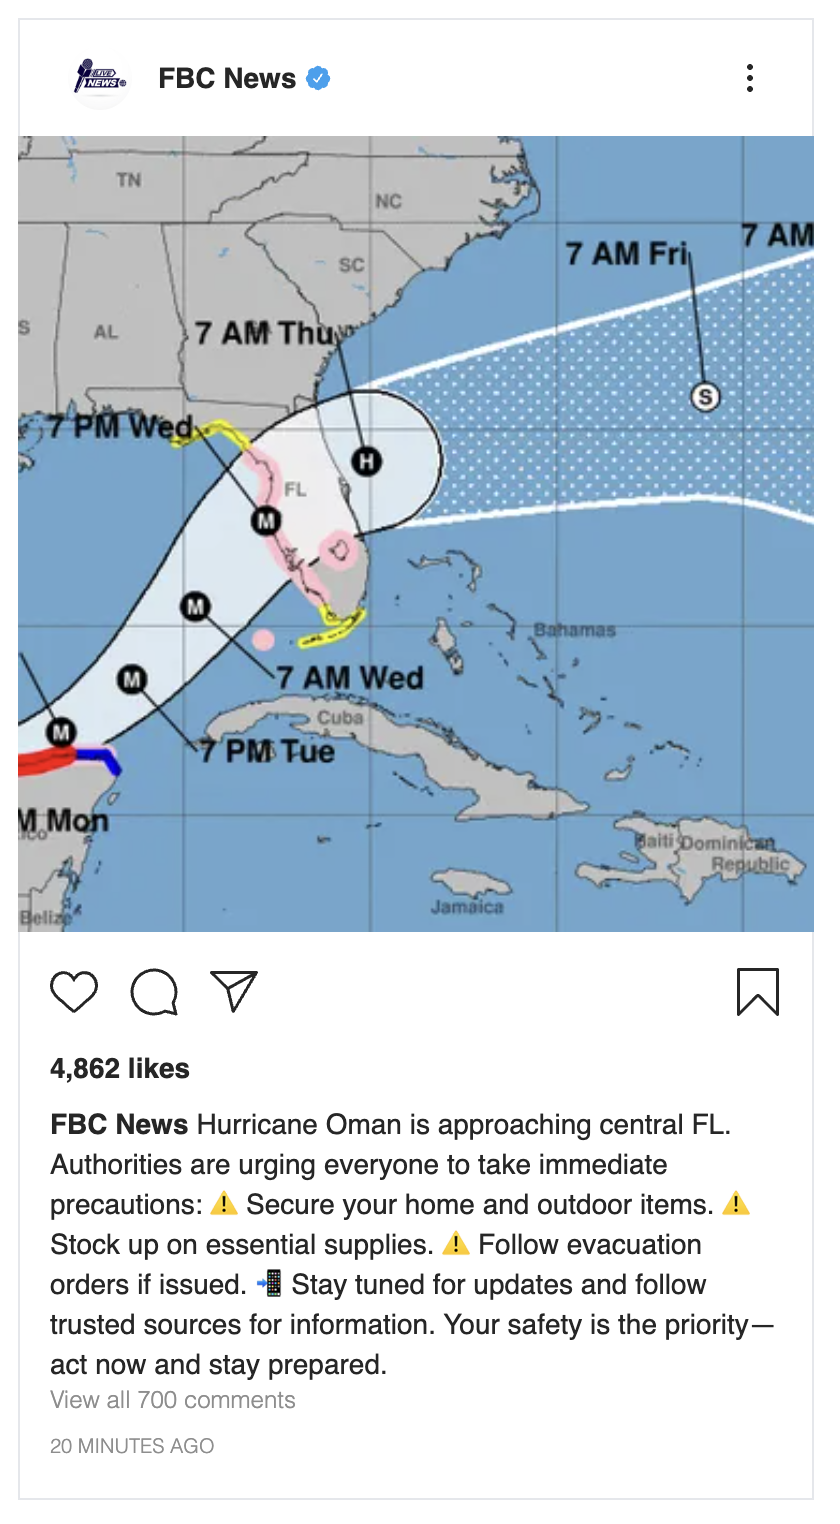 LIVE
NEWS
FBC News
TN
NC
7 AM Fri
7 AM
SC
S
AL
7 AM Thu
7 PM Wed
H
S
FL
M
M
Bahamas
M
7 AM Wed
M
Cuba
7 PM Tue
M Mon
ico
Haiti Dominican
Republic
Jamaica
Belize
4,862 likes
FBC News Hurricane Oman is approaching central FL.
Authorities are urging everyone to take immediate
precautions: ⚠️ Secure your home and outdoor items. ⚠️
Stock up on essential supplies. ⚠️ Follow evacuation
orders if issued. 📲 Stay tuned for updates and follow
trusted sources for information. Your safety is the priority—
act now and stay prepared.
View all 700 comments
20 MINUTES AGO